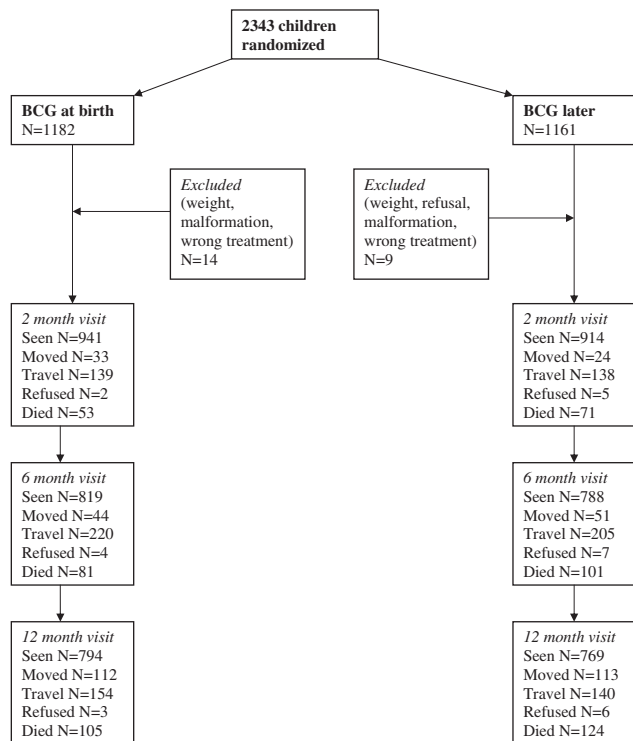 2343 children
randomized
BCG at birth
N=1182
BCG later
N=1161
Excluded
(weight,
malformation,
wrong treatment)
N=14
Excluded
(weight, refusal,
malformation,
wrong treatment)
N=9
2 month visit
Seen N=941
Moved N=33
Travel N=139
Refused N=2
Died N=53
2 month visit
Seen N=914
Moved N=24
Travel N=138
Refused N=5
Died N=71
6 month visit
Seen N=819
Moved N=44
Travel N=220
Refused N=4
Died N=81
6 month visit
Seen N=788
Moved N=51
Travel N=205
Refused N=7
Died N=101
12 month visit
Seen N=794
Moved N=112
Travel N=154
Refused N=3
Died N=105
12 month visit
Seen N=769
Moved N=113
Travel N=140
Refused N=6
Died N=124